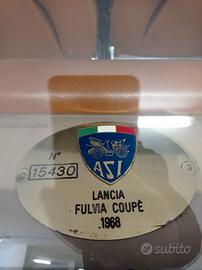 ASI
N°
15430
LANCIA
FULVIA COUPÈ
.1968
subito